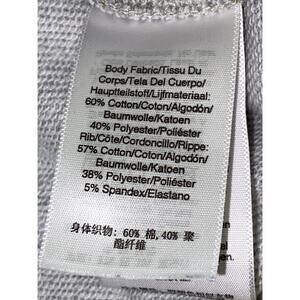 Body Fabric/Tissu Du
Corps/Tela Del Cuerpo/
Hauptteilstoff/Lijfmateriaal:
60% Cotton/Coton/Algodón/
Baumwolle/Katoen
40% Polyester/Poliéster
Rib/Côte/Cordoncillo/Rippe:
57% Cotton/Coton/Algodón/
Baumwolle/Katoen
38% Polyester/Poliéster
5% Spandex/Elastano
身体织物: 60% 棉,40% 聚
酯纤维